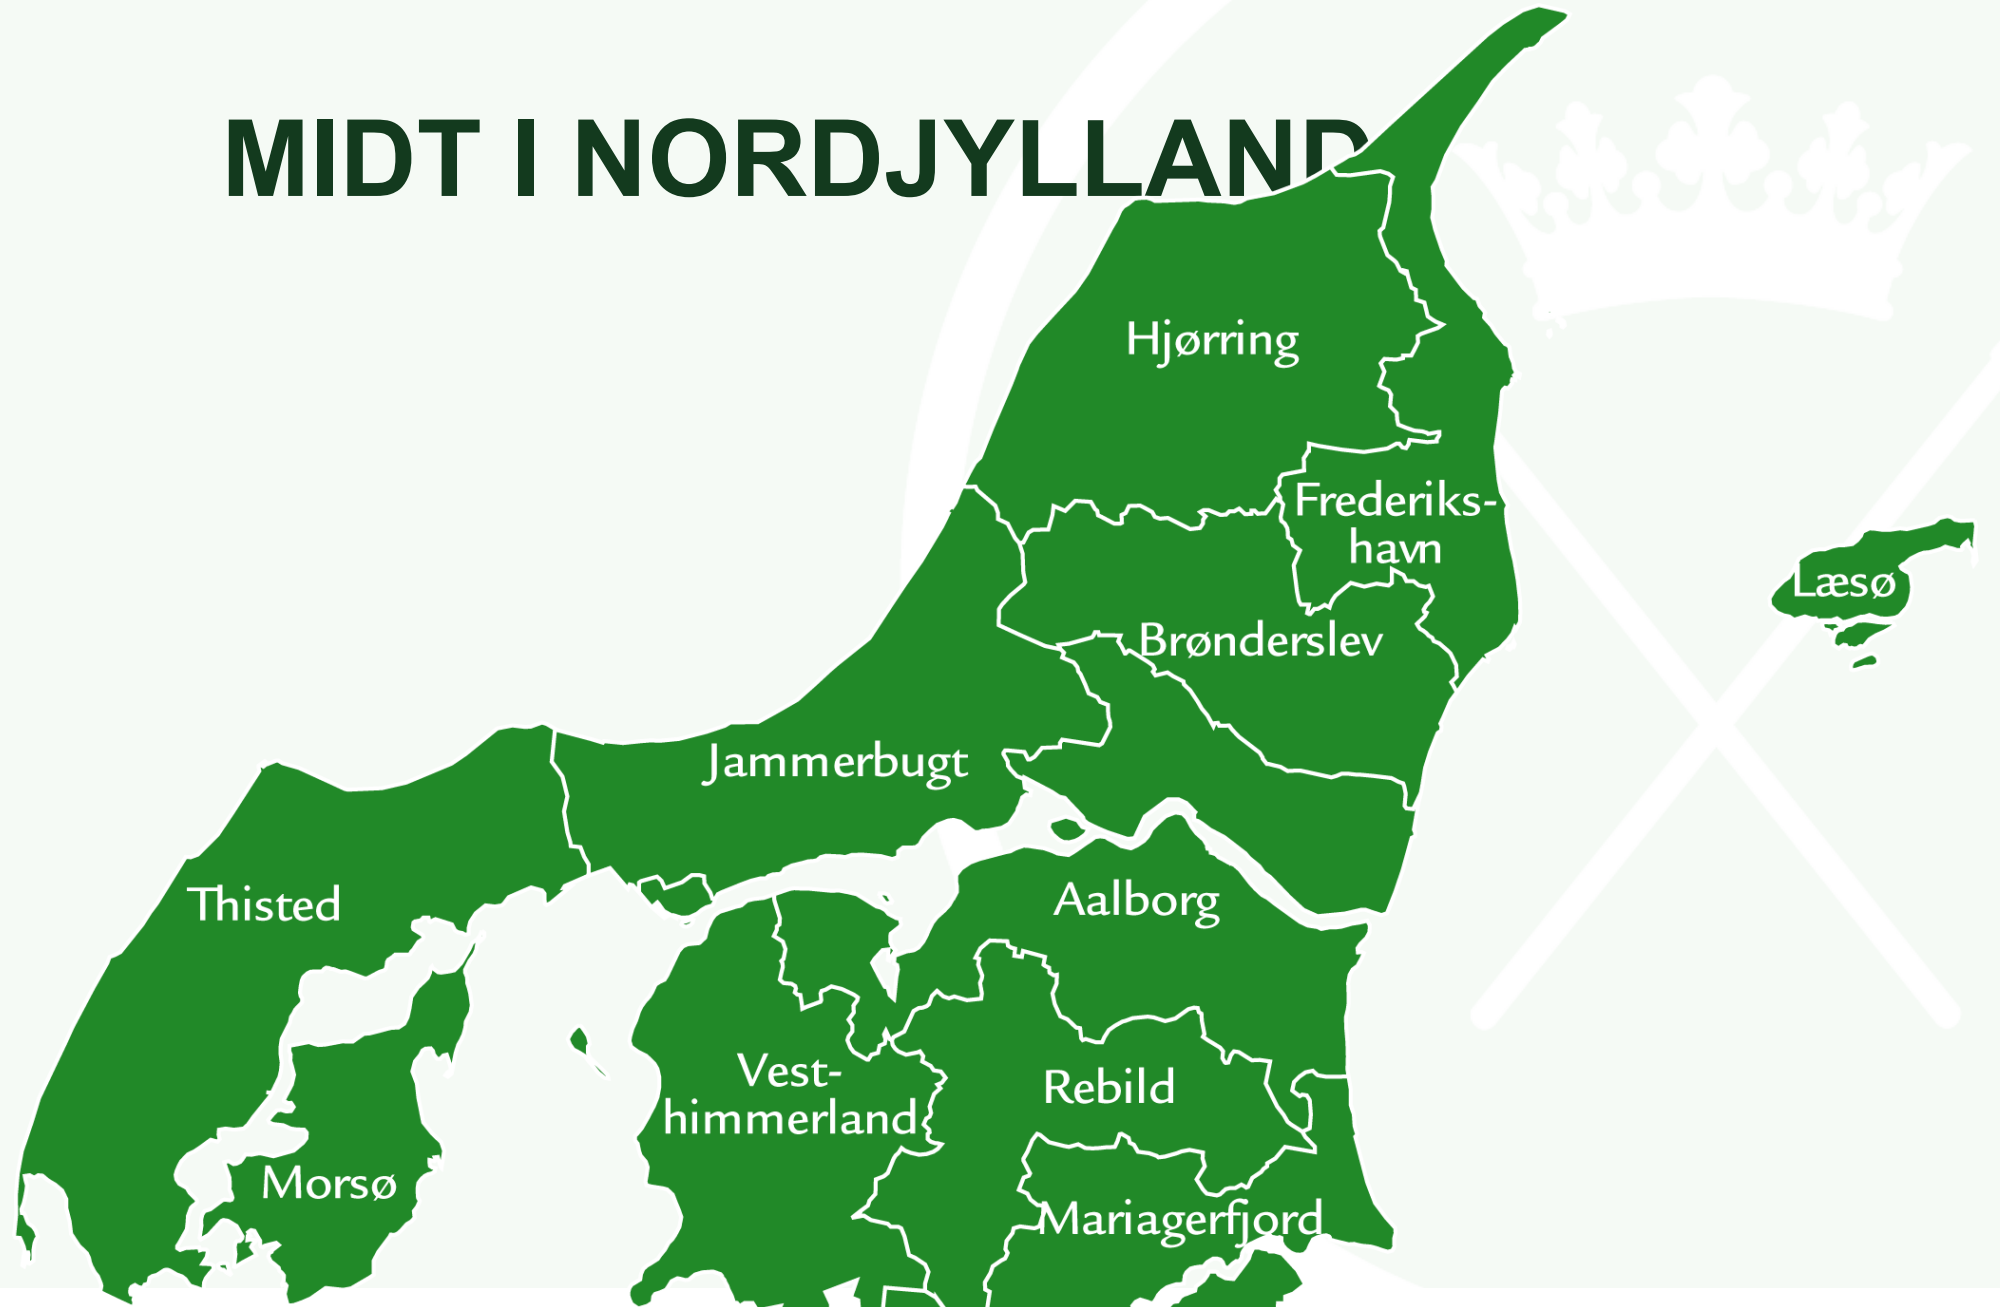 MIDT I NORDJYLLAND
Hjørring
Frederiks-
havn
Læsø
Brønderslev
Jammerbugt
Thisted
Aalborg
Vest-
himmerland
Rebild
Morsø
Mariagerfjord